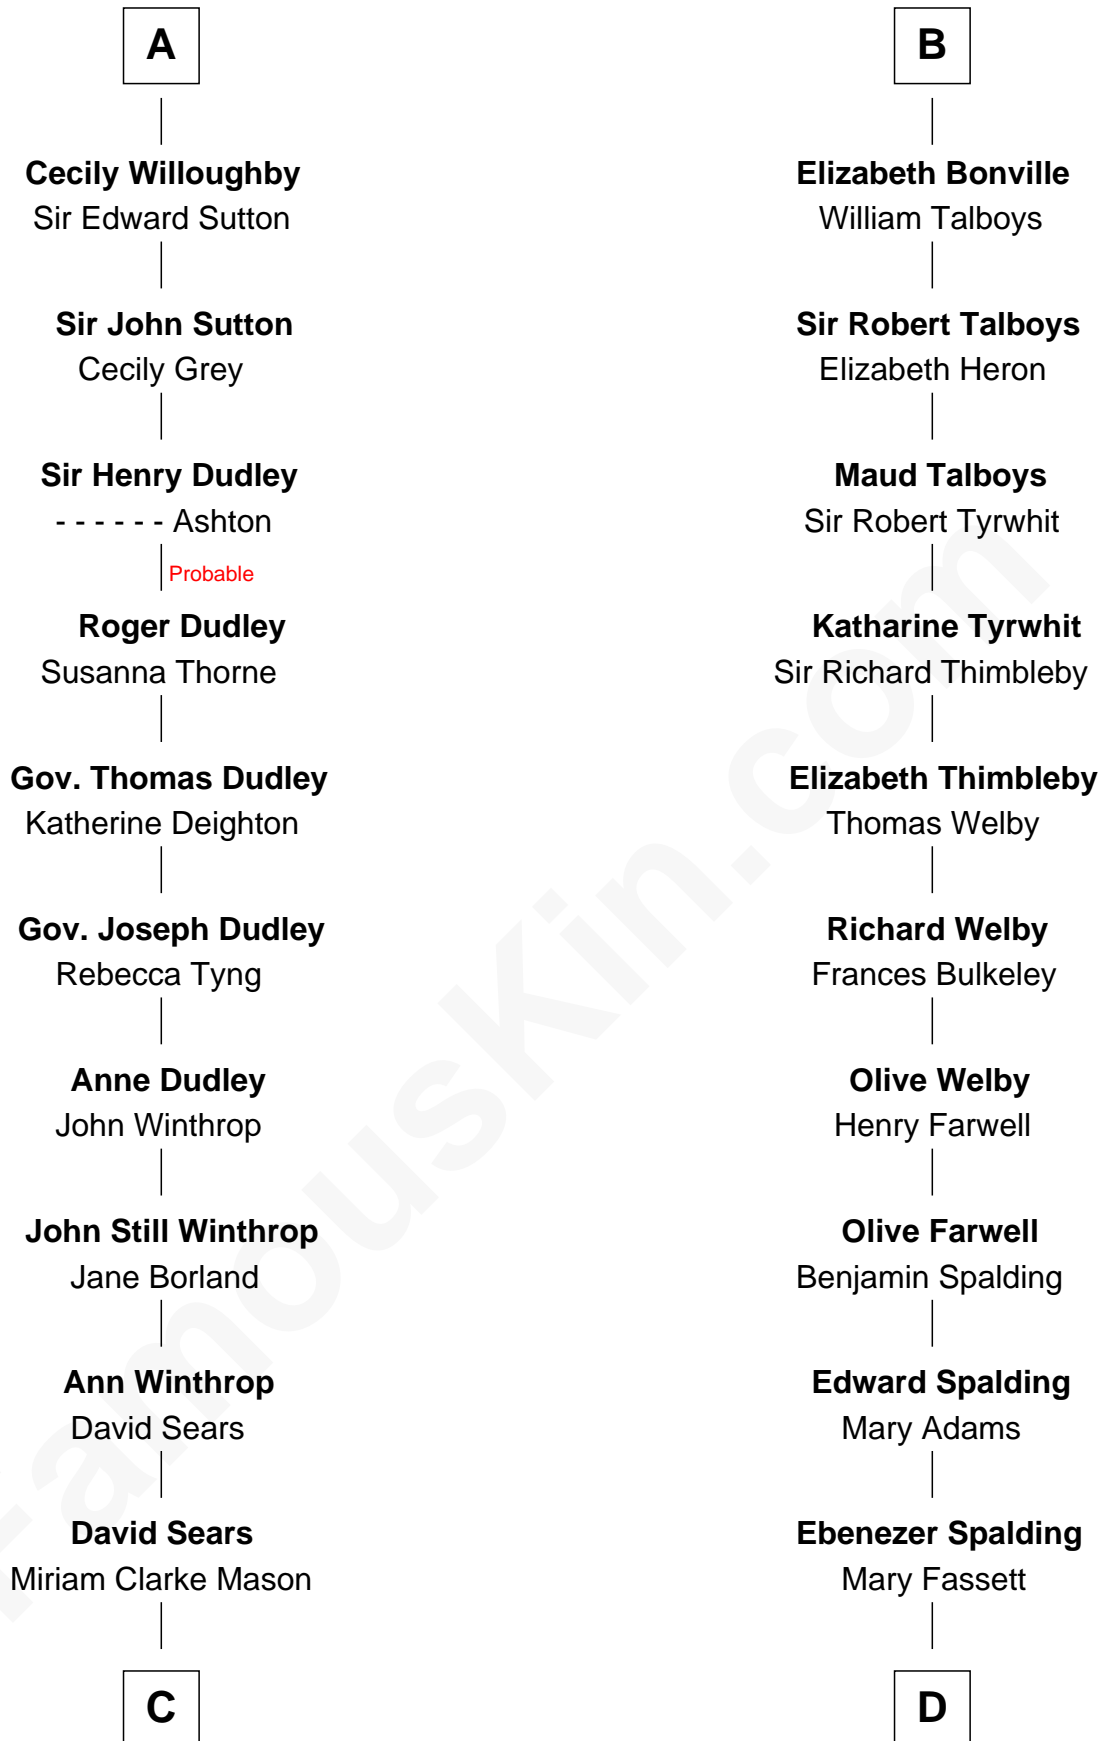 A
Cecily Willoughby
Sir Edward Sutton
Sir John Sutton
Cecily Grey
Sir Henry Dudley
- - - - - - Ashton
Probable
Roger Dudley
Susanna Thorne
Gov. Thomas Dudley
Katherine Deighton
Gov. Joseph Dudley
Rebecca Tyng
Anne Dudley
John Winthrop
John Still Winthrop
Jane Borland
Ann Winthrop
David Sears
David Sears
Miriam Clarke Mason
C
B
Elizabeth Bonville
William Talboys
Sir Robert Talboys
Elizabeth Heron
Maud Talboys
Sir Robert Tyrwhit
Katharine Tyrwhit
Sir Richard Thimbleby
Elizabeth Thimbleby
Thomas Welby
Richard Welby
Frances Bulkeley
Olive Welby
Henry Farwell
Olive Farwell
Benjamin Spalding
Edward Spalding
Mary Adams
Ebenezer Spalding
Mary Fassett
D
FamousKin.com